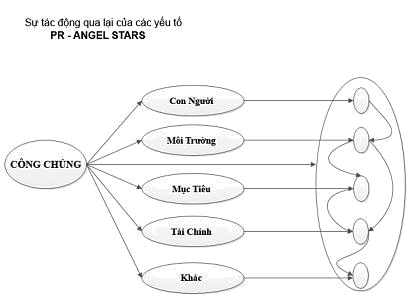 Sự tác động qua lại của các yếu tố
PR - ANGEL STARS
Con Người
Môi Trường
CÔNG CHÚNG
Mục Tiêu
Tài Chính
Khác